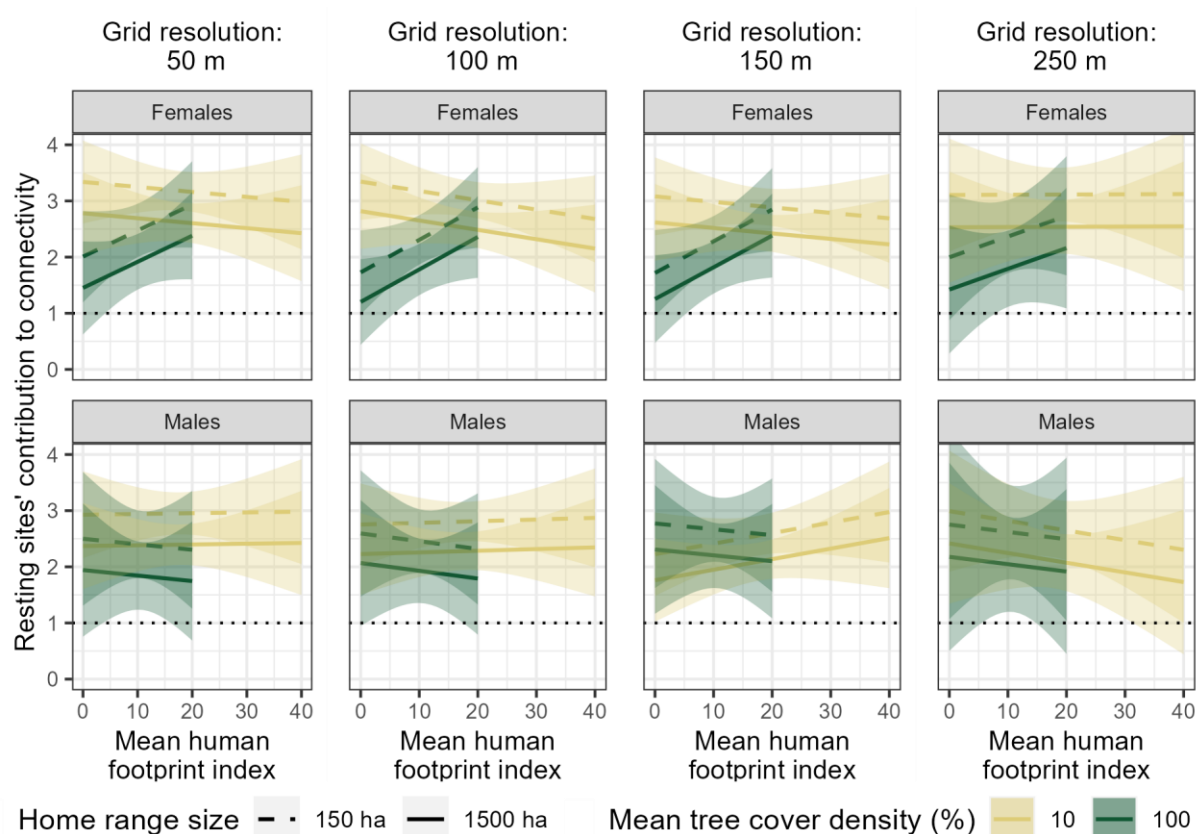 Grid resolution:
50 m
Grid resolution:
100 m
Grid resolution:
150 m
Grid resolution:
250 m
Females
Females
Females
Females
4
3
2
1
0
Males
Males
Males
Males
4
3
2
1
0
Resting sites' contribution to connectivity
0 10 20 30 40
0 10 20 30 40
0 10 20 30 40
0 10 20 30 40
Mean human
footprint index
Mean human
footprint index
Mean human
footprint index
Mean human
footprint index
Home range size 150 ha 1500 ha Mean tree cover density (%) 10 100